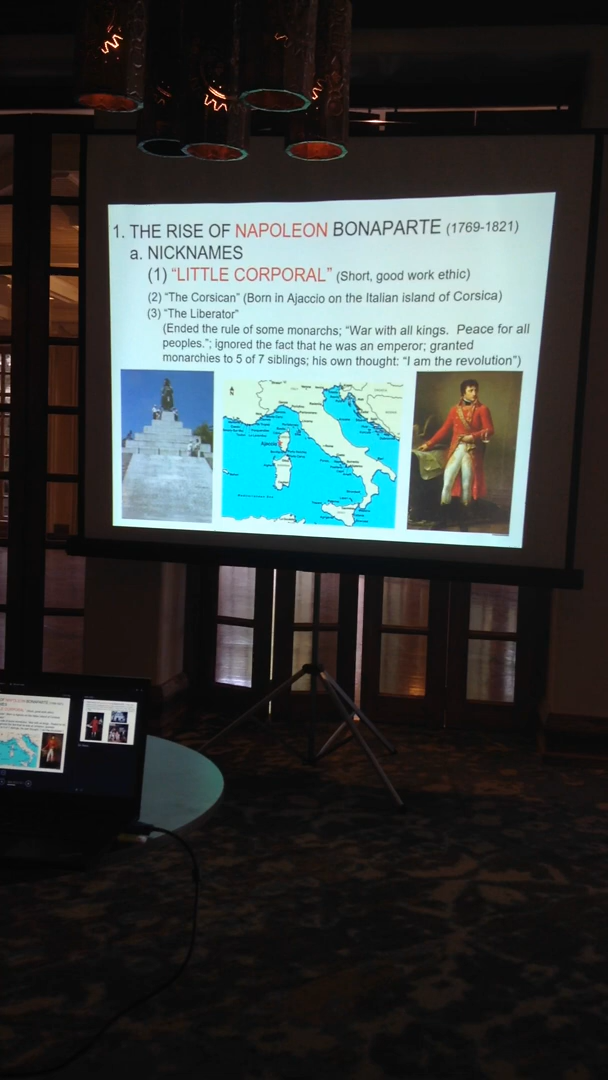 1. THE RISE OF NAPOLEON BONAPARTE (1769-1821)
a. NICKNAMES
(1) “LITTLE CORPORAL” (Short, good work ethic)
(2) “The Corsican” (Born in Ajaccio on the Italian island of Corsica)
(3) “The Liberator”
(Ended the rule of some monarchs; “War with all kings. Peace for all
peoples.”; ignored the fact that he was an emperor; granted
monarchies to 5 of 7 siblings; his own thought: “I am the revolution”)
Ajaccio